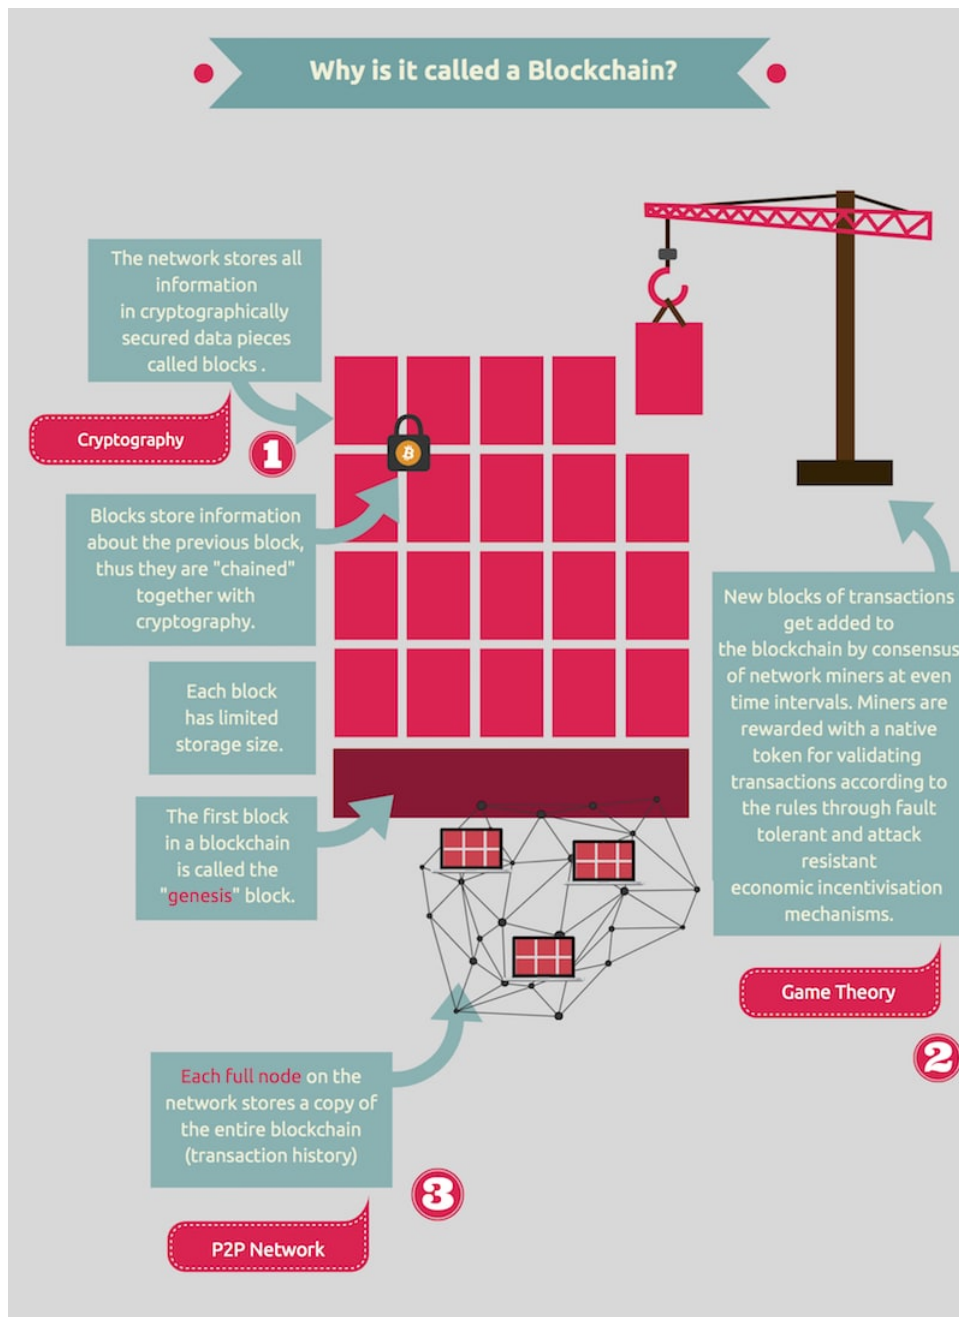 Why is it called a Blockchain?
The network stores all
information
in cryptographically
secured data pieces
called blocks .
Cryptography
1
Blocks store information
about the previous block,
thus they are "chained"
together with
cryptography.
Each block
has limited
storage size.
The first block
in a blockchain
is called the
"genesis" block.
New blocks of transactions
get added to
the blockchain by consensus
of network miners at even
time intervals. Miners are
rewarded with a native
token for validating
transactions according to
the rules through fault
tolerant and attack
resistant
economic incentivisation
mechanisms.
Game Theory
2
Each full node on the
network stores a copy of
the entire blockchain
(transaction history)
3
P2P Network